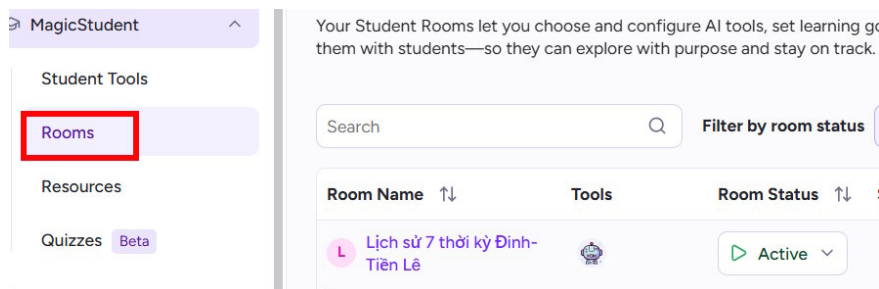 MagicStudent
Student Tools
Rooms
Resources
Quizzes Beta
Your Student Rooms let you choose and configure AI tools, set learning
them with students—so they can explore with purpose and stay on track.
Search
Filter by room status
Room Name
Tools
Room Status
L
Lịch sử 7 thời kỳ Đinh-
Tiền Lê
Active